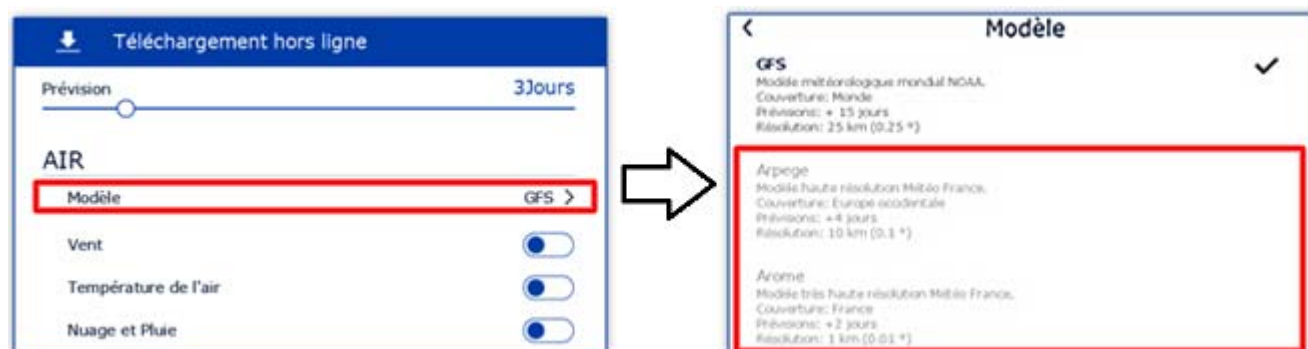 Téléchargement hors ligne
Prévision 3Jours
AIR
Modèle GFS >
Vent
Température de l'air
Nuage et Pluie
Modèle
GFS
Modèle météorologique mondial NOAA.
Couverture: Monde
Prévisions: + 15 jours
Résolution: 25 km (0.25 °)
Arpege
Modèle haute résolution Météo France.
Couverture: Europe occidentale
Prévisions: +4 jours
Résolution: 10 km (0.1 °)
Arome
Modèle très haute résolution Météo France.
Couverture: France
Prévisions: +2 jours
Résolution: 1 km (0.01 °)